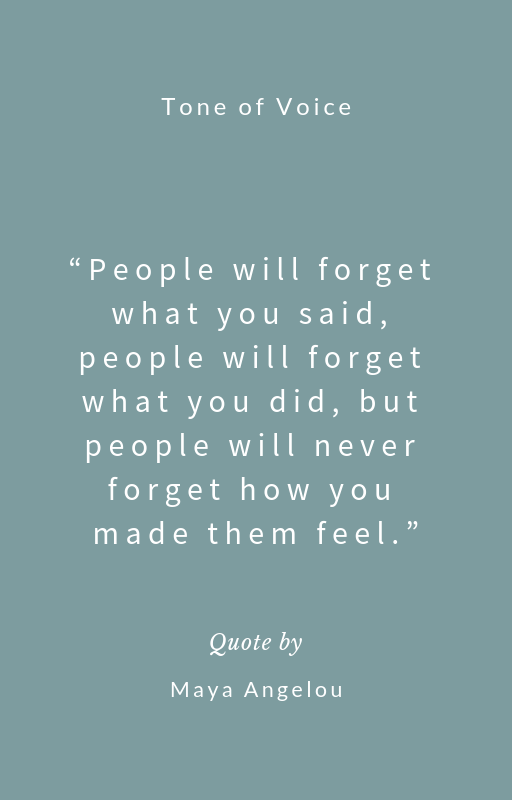 Tone of Voice
“People will forget
what you said,
people will forget
what you did, but
people will never
forget how you
made them feel.”
Quote by
Maya Angelou